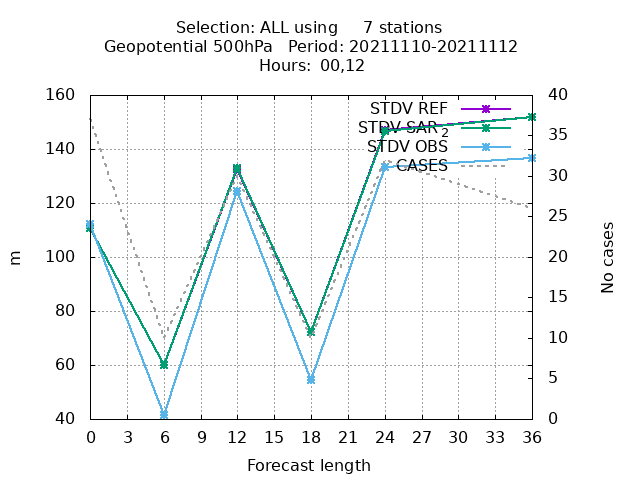 Selection: ALL using     7 stations
Geopotential 500hPa   Period: 20211110-20211112
Hours:  00,12
160
140
120
100
80
60
40
m
40
35
30
25
20
15
10
5
0
No cases
STDV REF
STDV SAR 2
STDV OBS
CASES
0 3 6 9 12 15 18 21 24 27 30 33 36
Forecast length